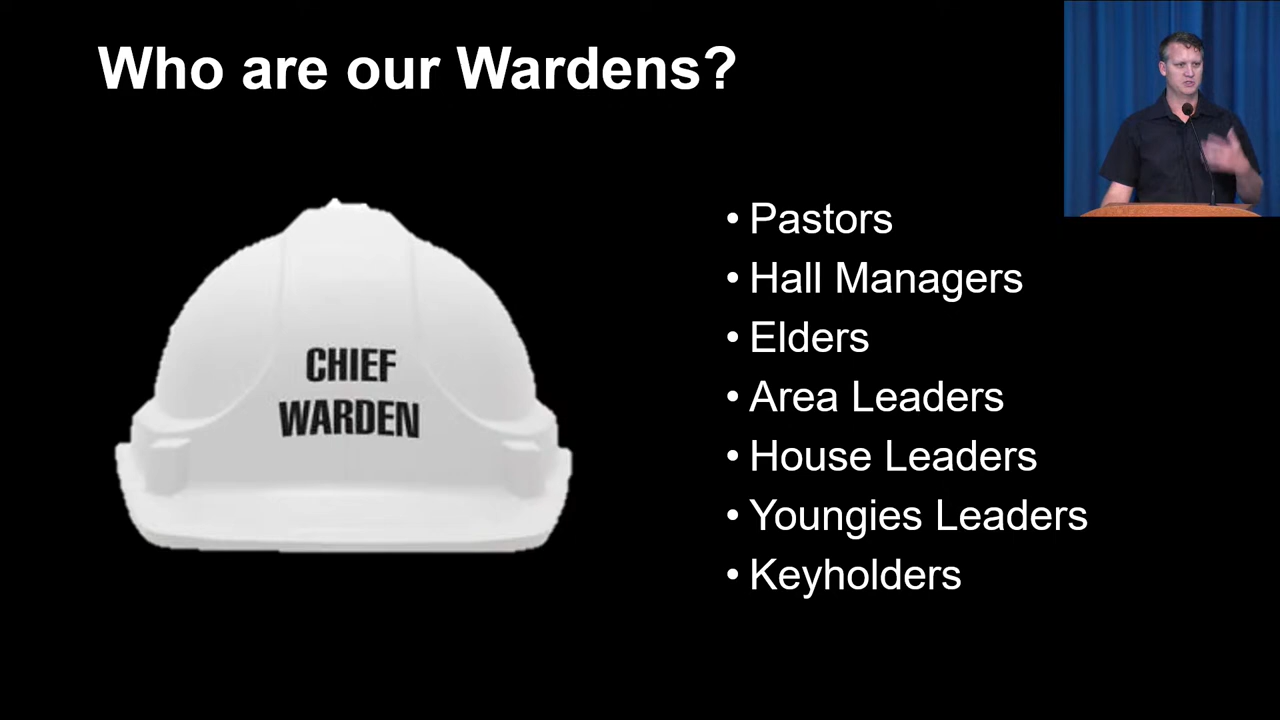 Who are our Wardens?
CHIEF
WARDEN
• Pastors
• Hall Managers
• Elders
• Area Leaders
• House Leaders
• Youngies Leaders
• Keyholders